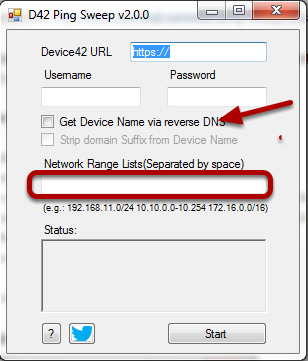 D42 Ping Sweep v2.0.0
Device42 URL https://
Username Password
Get Device Name via reverse DNS
Strip domain Suffix from Device Name
Network Range Lists(Separated by space)
(e.g.: 192.168.11.0/24 10.10.0.0-10.254 172.16.0.0/16)
Status:
? Start